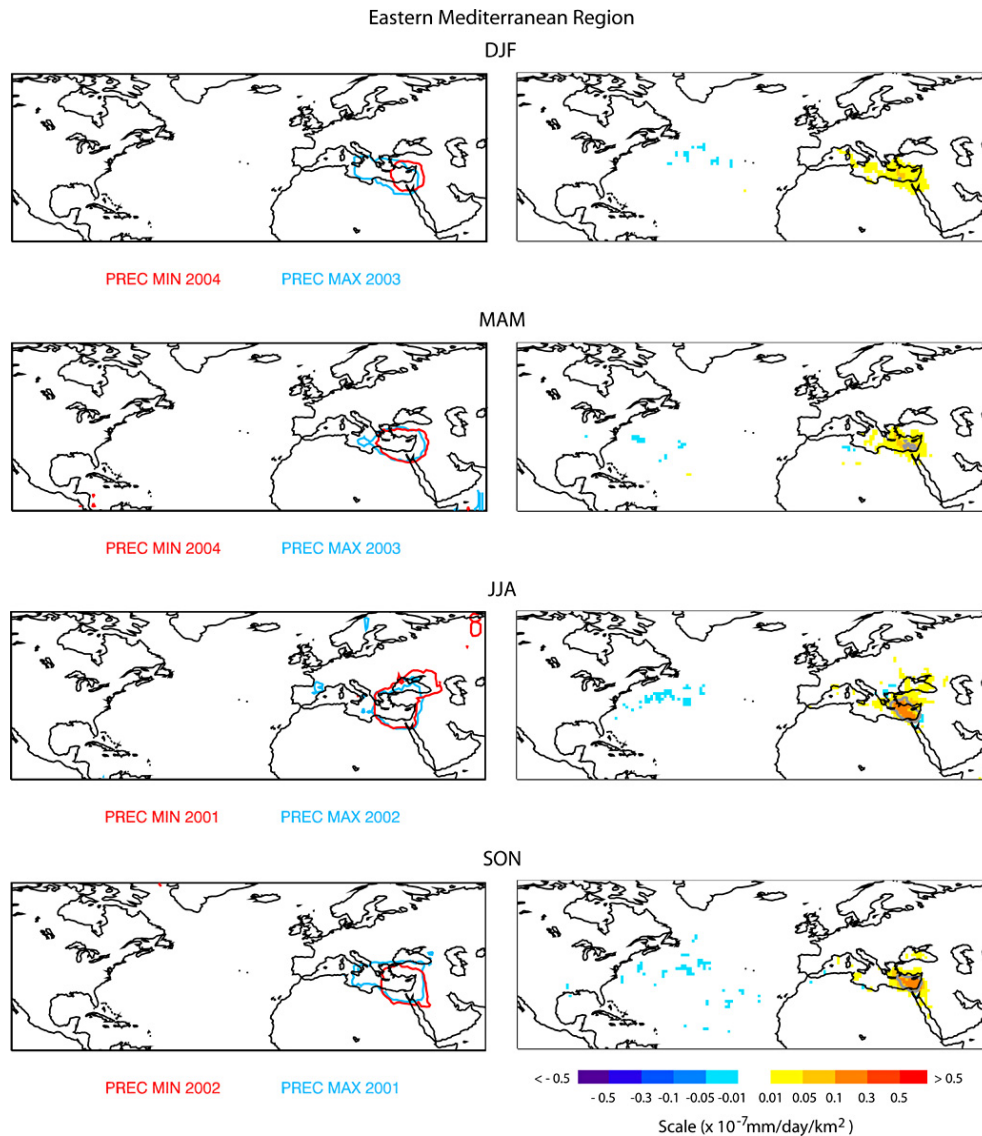 Eastern Mediterranean Region
DJF
PREC MIN 2004 PREC MAX 2003
MAM
PREC MIN 2004 PREC MAX 2003
JJA
PREC MIN 2001 PREC MAX 2002
SON
PREC MIN 2002 PREC MAX 2001
< - 0.5 > 0.5
- 0.5 -0.3 -0.1 -0.05 -0.01 0.01 0.05 0.1 0.3 0.5
Scale (x 10⁻⁷mm/day/km² )